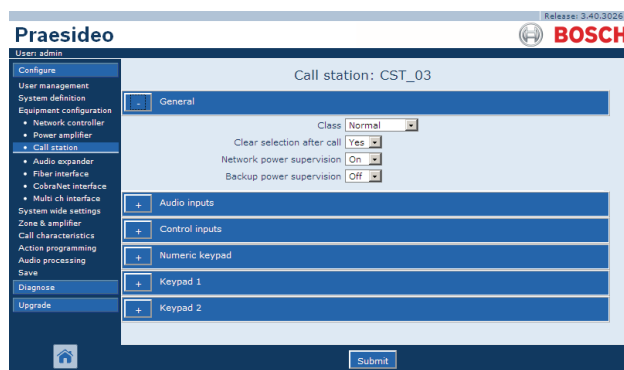 Release: 3.40.3026
Praesideo
BOSCH
User: admin
Configure
User management
System definition
Equipment configuration
• Network controller
• Power amplifier
• Call station
• Audio expander
• Fiber interface
• CobraNet interface
• Multi ch interface
System wide settings
Zone & amplifier
Call characteristics
Action programming
Audio processing
Save
Diagnose
Upgrade
Call station: CST_03
- General
Class Normal
Clear selection after call Yes
Network power supervision On
Backup power supervision Off
+ Audio inputs
+ Control inputs
+ Numeric keypad
+ Keypad 1
+ Keypad 2
Submit